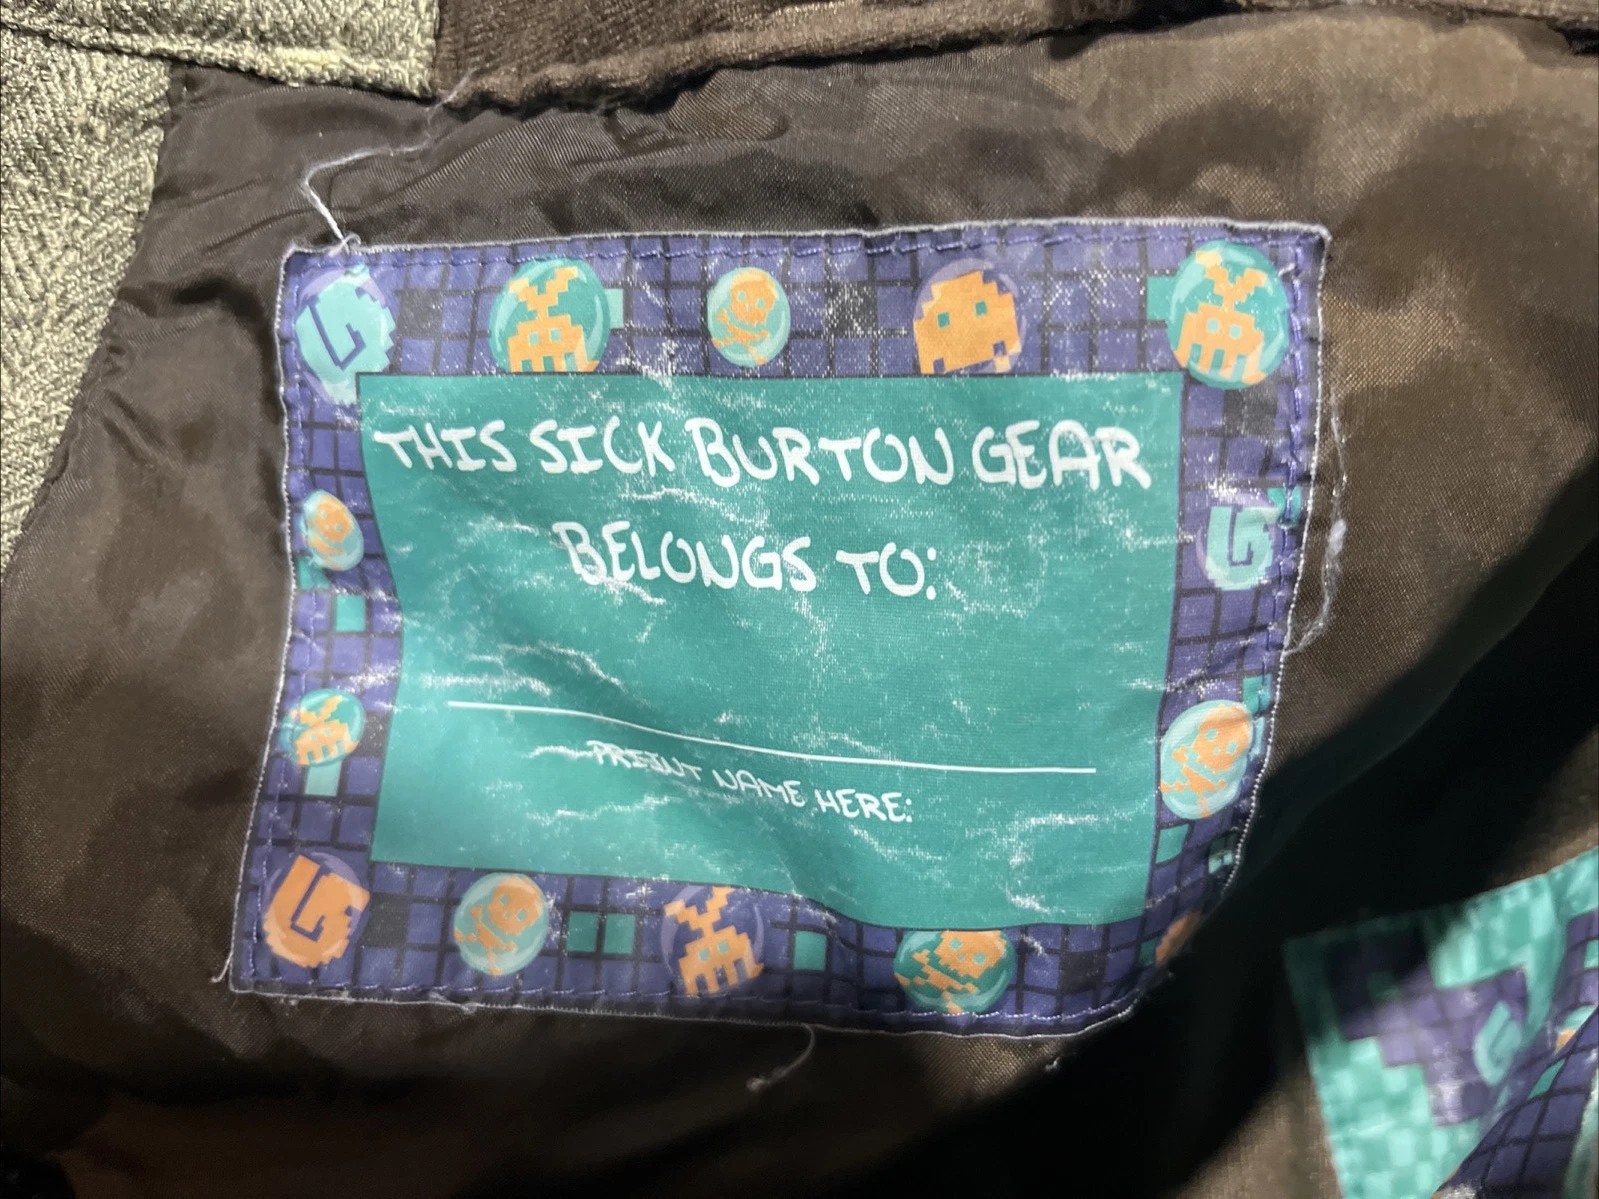 THIS SICK BURTON GEAR
BELONGS TO:
PRINT NAME HERE: